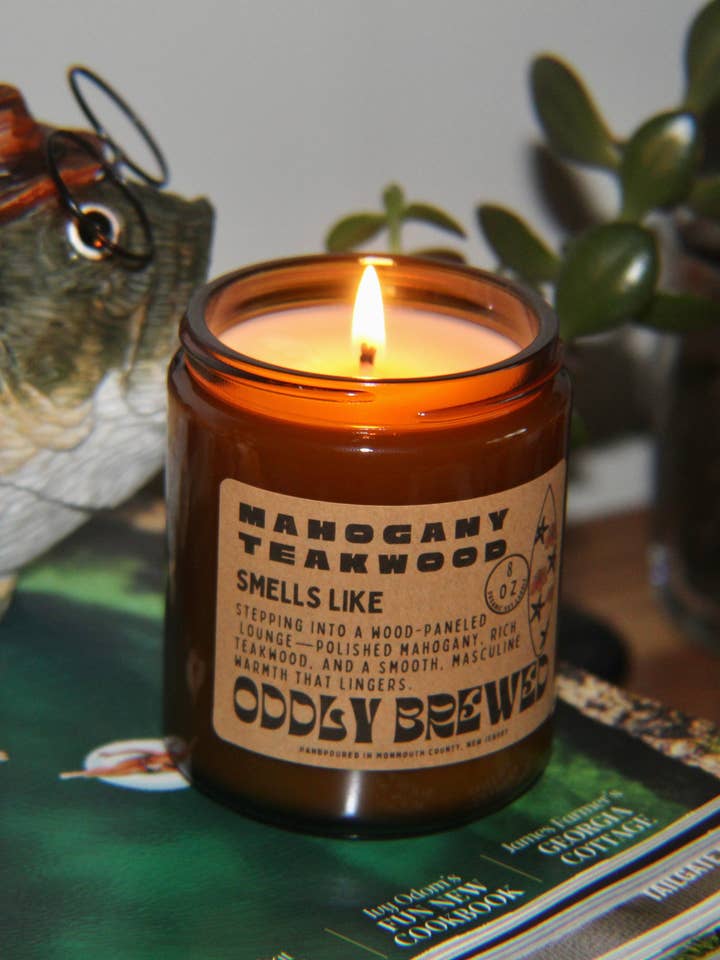 MAHOGANY
TEAKWOOD
8
OZ
SMELLS LIKE
STEPPING INTO A WOOD-PANELED
LOUNGE—POLISHED MAHOGANY, RICH
TEAKWOOD, AND A SMOOTH, MASCULINE
WARMTH THAT LINGERS.
ODDLY BREWED
HANDPOURED IN MONMOUTH COUNTY, NEW JERSEY
James Farmer's
GEORGIA
COTTAGE
Ivy Odom's
FUN NEW
COOKBOOK